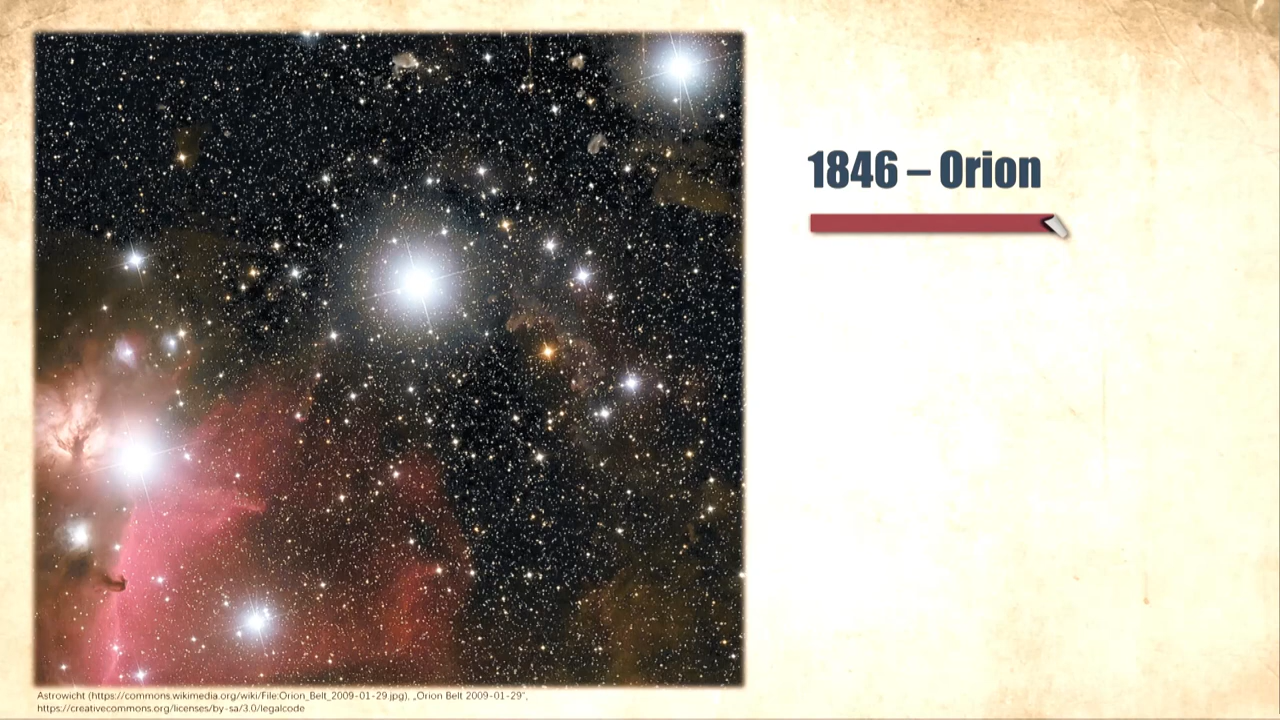 1846 – Orion
Astrowicht (https://commons.wikimedia.org/wiki/File:Orion_Belt_2009-01-29.jpg), „Orion Belt 2009-01-29“,
https://creativecommons.org/licenses/by-sa/3.0/legalcode